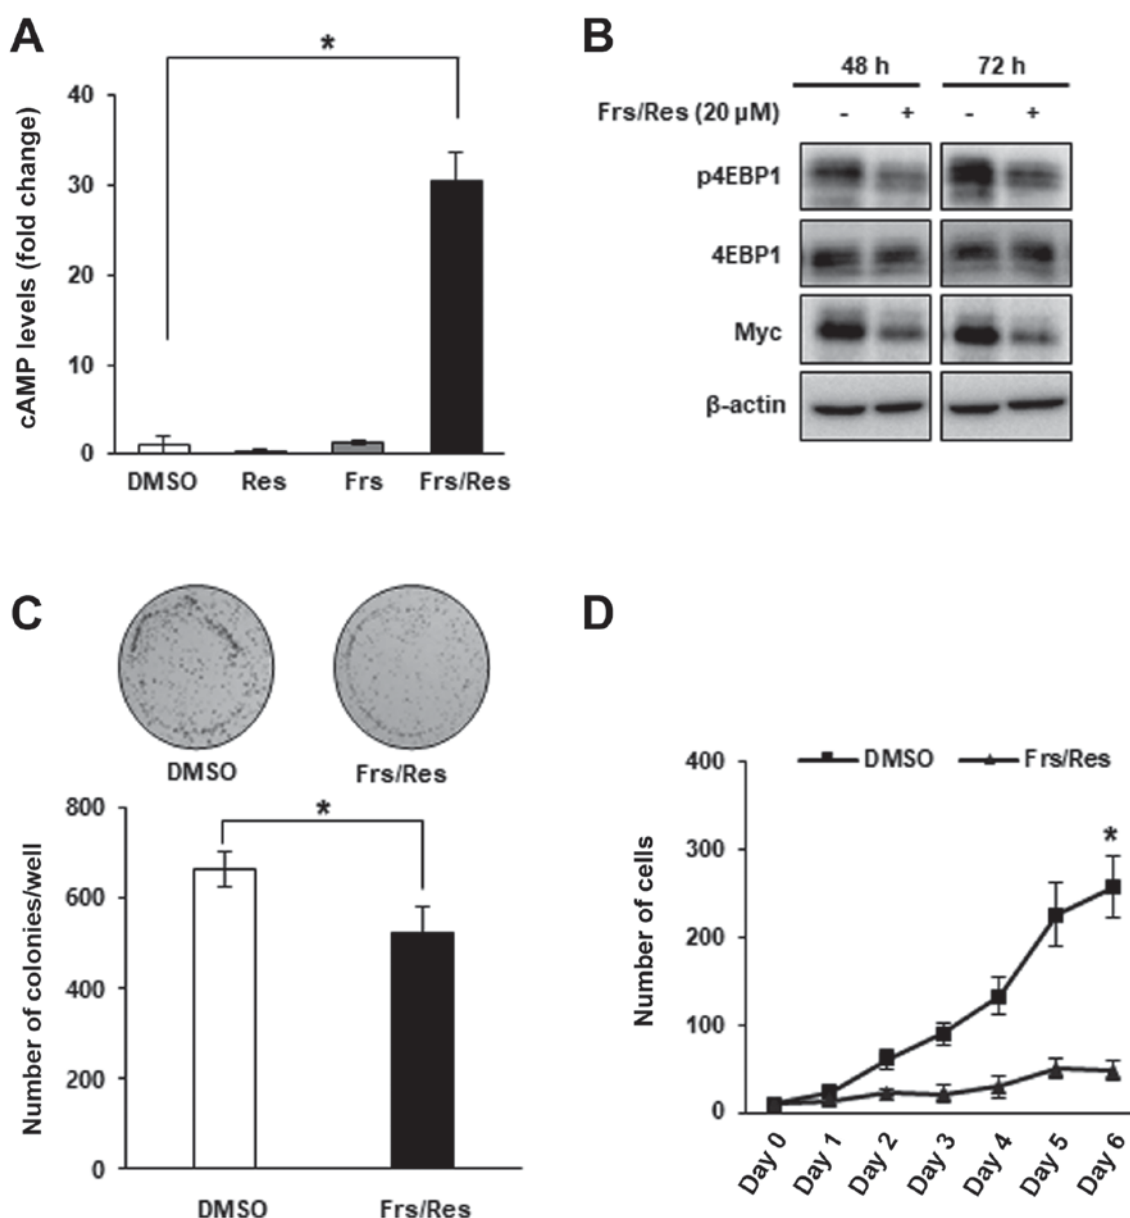 A
*
cAMP levels (fold change)
40
30
20
10
0
DMSO Res Frs Frs/Res
B
48 h 72 h
Frs/Res (20 µM) - + - +
p4EBP1
4EBP1
Myc
β-actin
C
DMSO Frs/Res
*
Number of colonies/well
800
600
400
200
0
DMSO Frs/Res
D
DMSO Frs/Res
*
Number of cells
400
300
200
100
0
Day 0 Day 1 Day 2 Day 3 Day 4 Day 5 Day 6